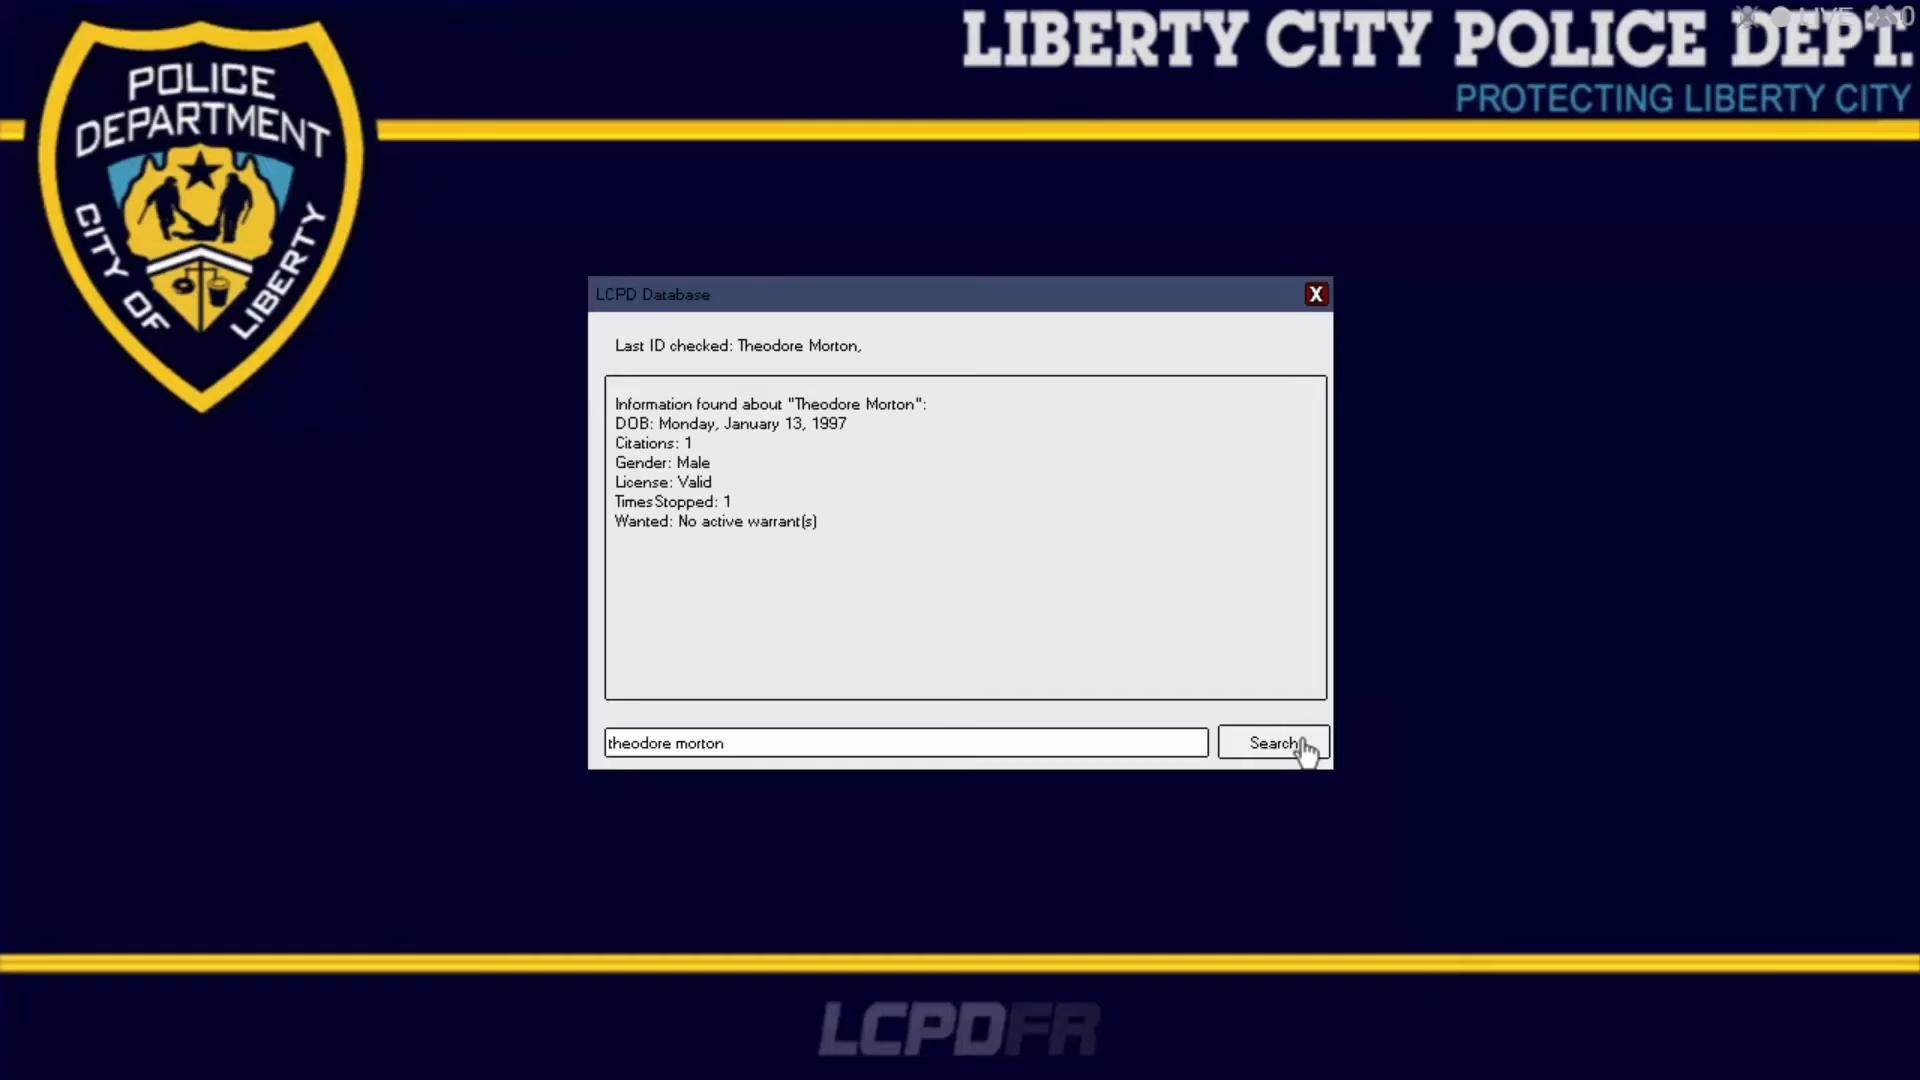 LIBERTY CITY POLICE DEPT.
LIVE 0
PROTECTING LIBERTY CITY
POLICE
DEPARTMENT
CITY OF LIBERTY
LCPD Database
X
Last ID checked: Theodore Morton,
Information found about "Theodore Morton":
DOB: Monday, January 13, 1997
Citations: 1
Gender: Male
License: Valid
TimesStopped: 1
Wanted: No active warrant(s)
theodore morton
Search
LCPDFR